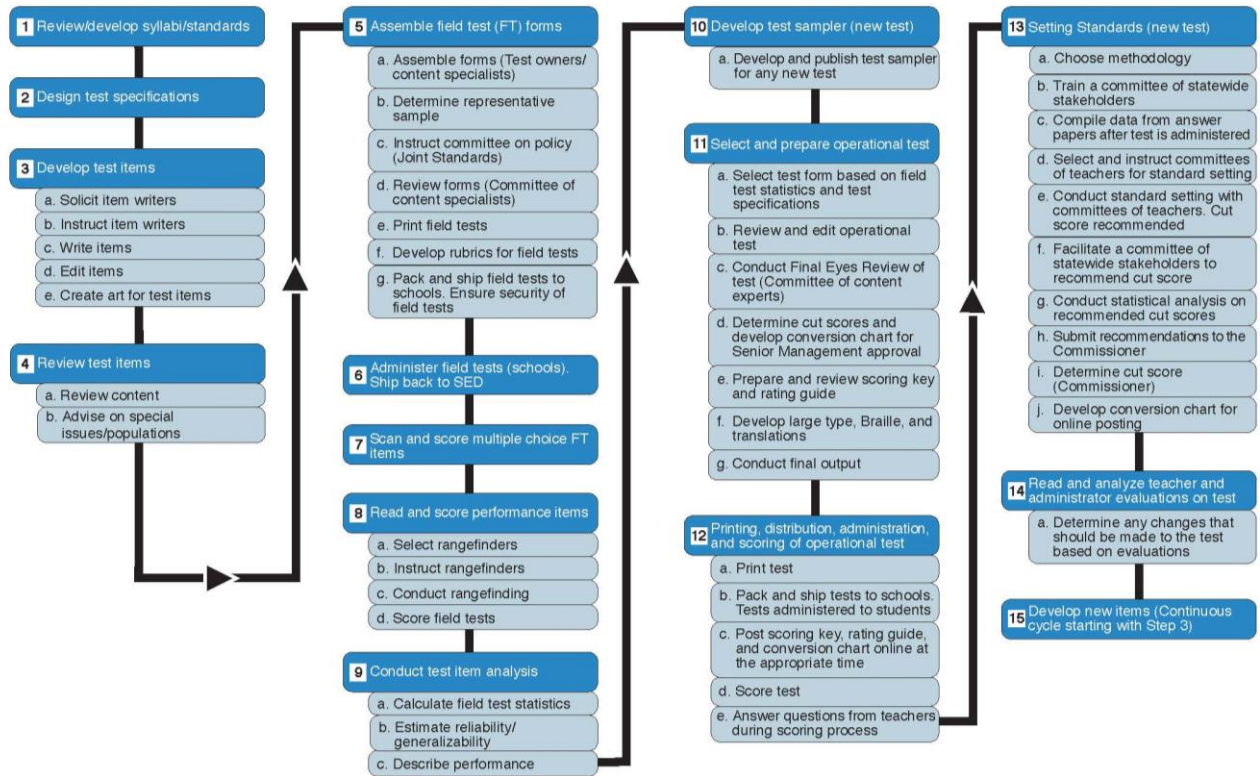 1 Review/develop syllabi/standards
2 Design test specifications
3 Develop test items
a. Solicit item writers
b. Instruct item writers
c. Write items
d. Edit items
e. Create art for test items
4 Review test items
a. Review content
b. Advise on special
issues/populations
5 Assemble field test (FT) forms
a. Assemble forms (Test owners/
content specialists)
b. Determine representative
sample
c. Instruct committee on policy
(Joint Standards)
d. Review forms (Committee of
content specialists)
e. Print field tests
f. Develop rubrics for field tests
g. Pack and ship field tests to
schools. Ensure security of
field tests
6 Administer field tests (schools).
Ship back to SED
7 Scan and score multiple choice FT
items
8 Read and score performance items
a. Select rangefinders
b. Instruct rangefinders
c. Conduct rangefinding
d. Score field tests
9 Conduct test item analysis
a. Calculate field test statistics
b. Estimate reliability/
generalizability
c. Describe performance
10 Develop test sampler (new test)
a. Develop and publish test sampler
for any new test
11 Select and prepare operational test
a. Select test form based on field
test statistics and test
specifications
b. Review and edit operational
test
c. Conduct Final Eyes Review of
test (Committee of content
experts)
d. Determine cut scores and
develop conversion chart for
Senior Management approval
e. Prepare and review scoring key
and rating guide
f. Develop large type, Braille, and
translations
g. Conduct final output
12 Printing, distribution, administration,
and scoring of operational test
a. Print test
b. Pack and ship tests to schools.
Tests administered to students
c. Post scoring key, rating guide,
and conversion chart online at
the appropriate time
d. Score test
e. Answer questions from teachers
during scoring process
13 Setting Standards (new test)
a. Choose methodology
b. Train a committee of statewide
stakeholders
c. Compile data from answer
papers after test is administered
d. Select and instruct committees
of teachers for standard setting
e. Conduct standard setting with
committees of teachers. Cut
score recommended
f. Facilitate a committee of
statewide stakeholders to
recommend cut score
g. Conduct statistical analysis on
recommended cut scores
h. Submit recommendations to the
Commissioner
i. Determine cut score
(Commissioner)
j. Develop conversion chart for
online posting
14 Read and analyze teacher and
administrator evaluations on test
a. Determine any changes that
should be made to the test
based on evaluations
15 Develop new items (Continuous
cycle starting with Step 3)